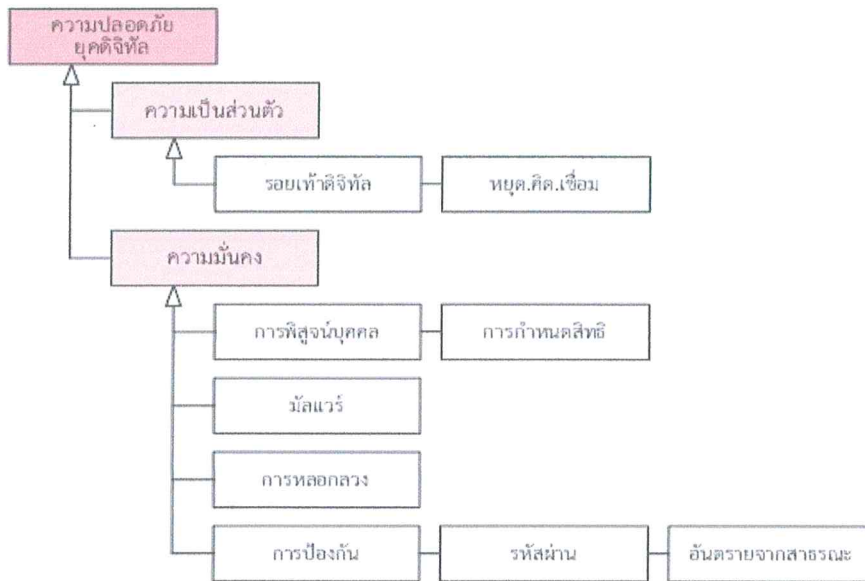 ความปลอดภัย
ยุคดิจิทัล
ความเป็นส่วนตัว
รอยเท้าดิจิทัล
หยุด.คิด.เชื่อม
ความมั่นคง
การพิสูจน์บุคคล
การกำหนดสิทธิ
มัลแวร์
การหลอกลวง
การป้องกัน
รหัสผ่าน
อันตรายจากสาธารณะ